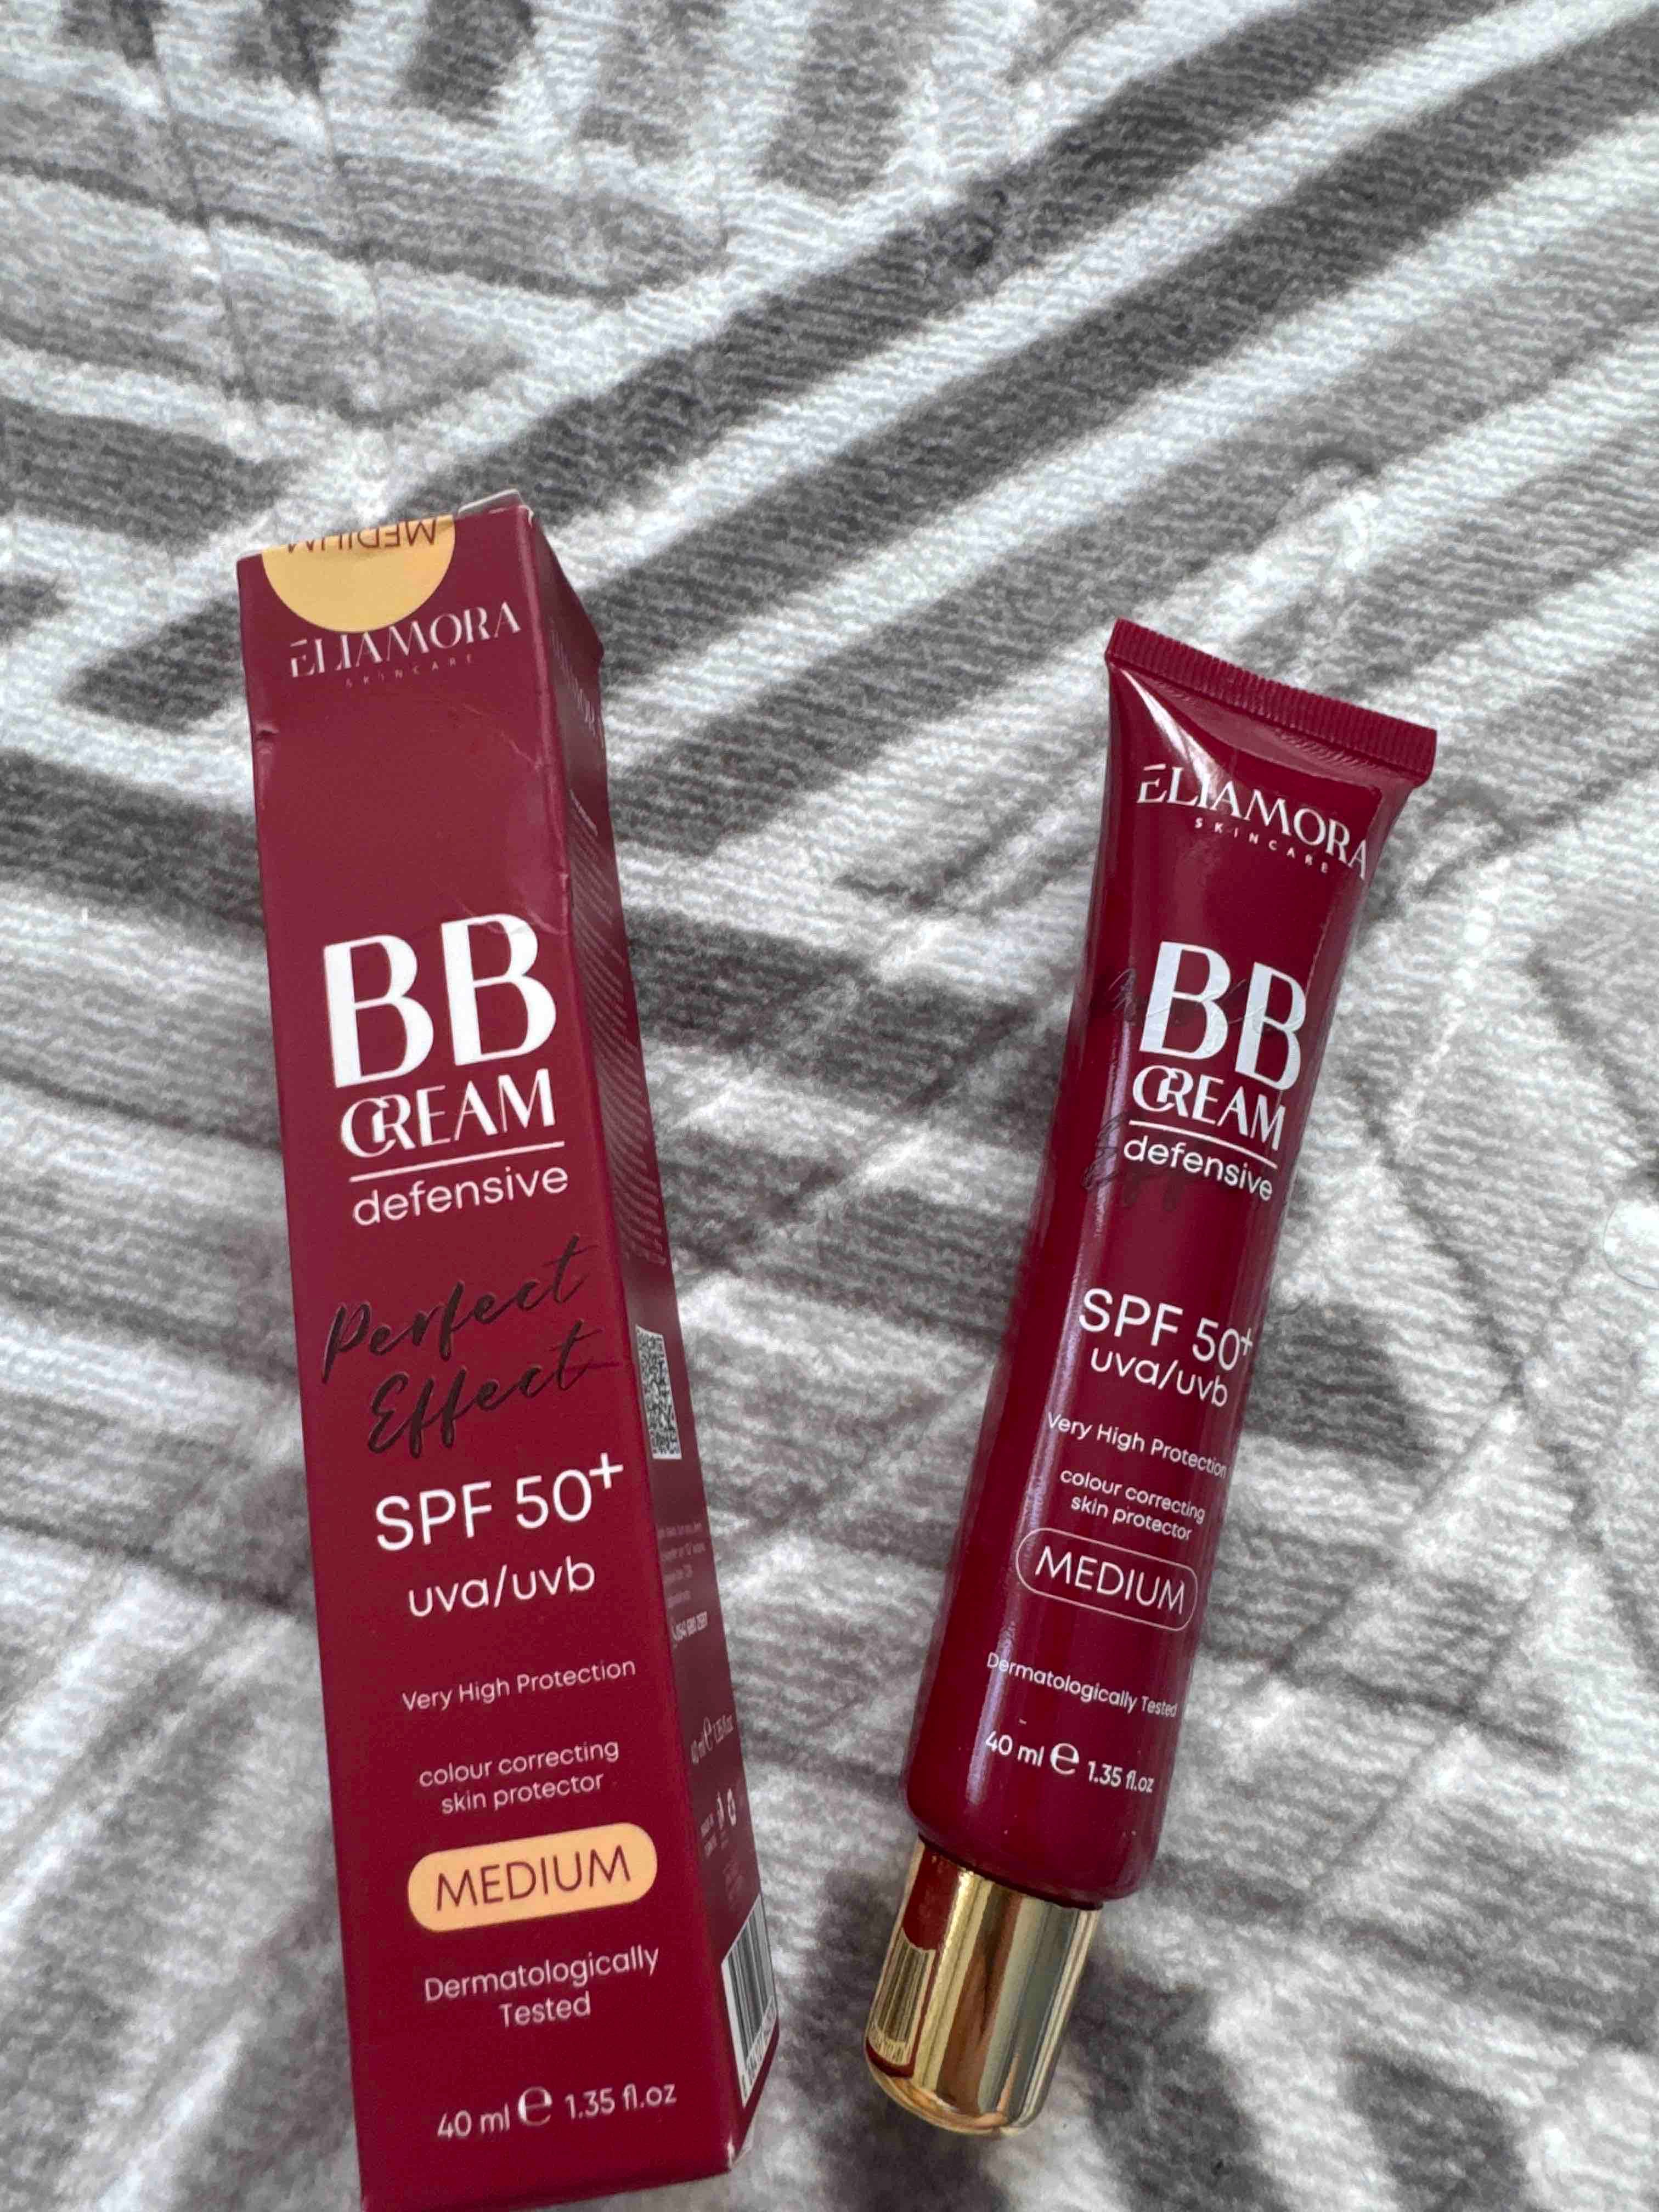 MEDIUM
ELIAMORA
SKINCARE
BB
CREAM
defensive
Perfect
Effect
SPF 50+
uva/uvb
Very High Protection
colour correcting
skin protector
MEDIUM
Dermatologically
Tested
40 ml e 1.35 fl.oz
ELIAMORA
SKINCARE
BB
CREAM
defensive
SPF 50+
uva/uvb
Very High Protection
colour correcting
skin protector
MEDIUM
Dermatologically Tested
40 ml e 1.35 fl.oz